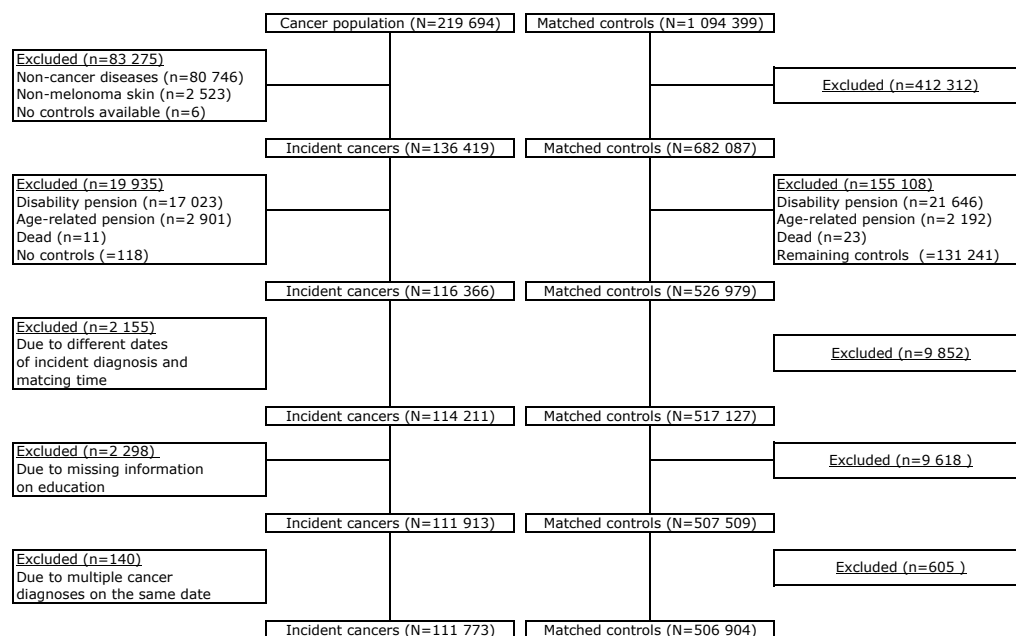 Cancer population (N=219 694)
Matched controls (N=1 094 399)
Excluded (n=83 275)
Non-cancer diseases (n=80 746)
Non-melonoma skin (n=2 523)
No controls available (n=6)
Excluded (n=412 312)
Incident cancers (N=136 419)
Matched controls (N=682 087)
Excluded (n=19 935)
Disability pension (n=17 023)
Age-related pension (n=2 901)
Dead (n=11)
No controls (=118)
Excluded (n=155 108)
Disability pension (n=21 646)
Age-related pension (n=2 192)
Dead (n=23)
Remaining controls (=131 241)
Incident cancers (N=116 366)
Matched controls (N=526 979)
Excluded (n=2 155)
Due to different dates
of incident diagnosis and
matcing time
Excluded (n=9 852)
Incident cancers (N=114 211)
Matched controls (N=517 127)
Excluded (n=2 298)
Due to missing information
on education
Excluded (n=9 618 )
Incident cancers (N=111 913)
Matched controls (N=507 509)
Excluded (n=140)
Due to multiple cancer
diagnoses on the same date
Excluded (n=605 )
Incident cancers (N=111 773)
Matched controls (N=506 904)